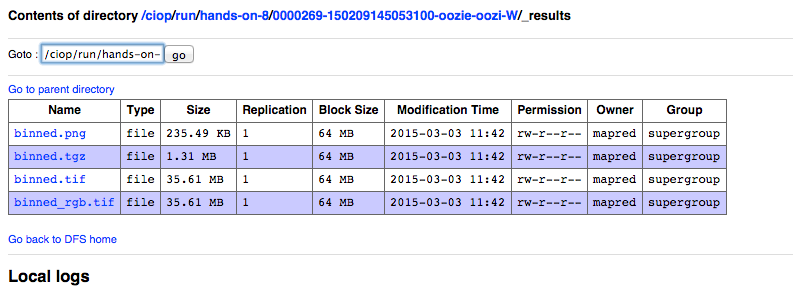 Contents of directory /ciop/run/hands-on-8/0000269-150209145053100-oozie-oozi-W/_results
Goto : /ciop/run/hands-on- go
Go to parent directory
Name Type Size Replication Block Size Modification Time Permission Owner Group
binned.png file 235.49 KB 1 64 MB 2015-03-03 11:42 rw-r--r-- mapred supergroup
binned.tgz file 1.31 MB 1 64 MB 2015-03-03 11:42 rw-r--r-- mapred supergroup
binned.tif file 35.61 MB 1 64 MB 2015-03-03 11:42 rw-r--r-- mapred supergroup
binned_rgb.tif file 35.61 MB 1 64 MB 2015-03-03 11:42 rw-r--r-- mapred supergroup
Go back to DFS home
Local logs